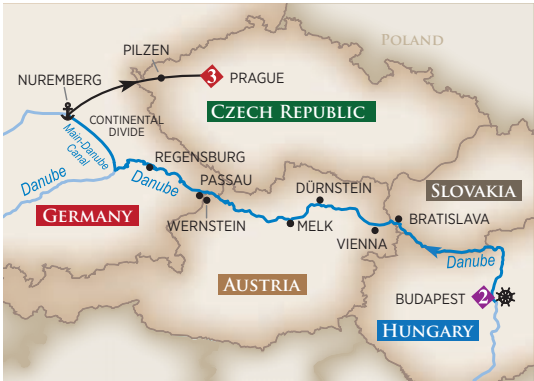 POLAND
PILZEN
NUREMBERG
3
PRAGUE
CZECH REPUBLIC
CONTINENTAL
DIVIDE
Main-Danube
Canal
REGENSBURG
Danube
Danube
PASSAU
DÜRNSTEIN
SLOVAKIA
GERMANY
WERNSTEIN
MELK
VIENNA
BRATISLAVA
Danube
AUSTRIA
BUDAPEST
2
HUNGARY